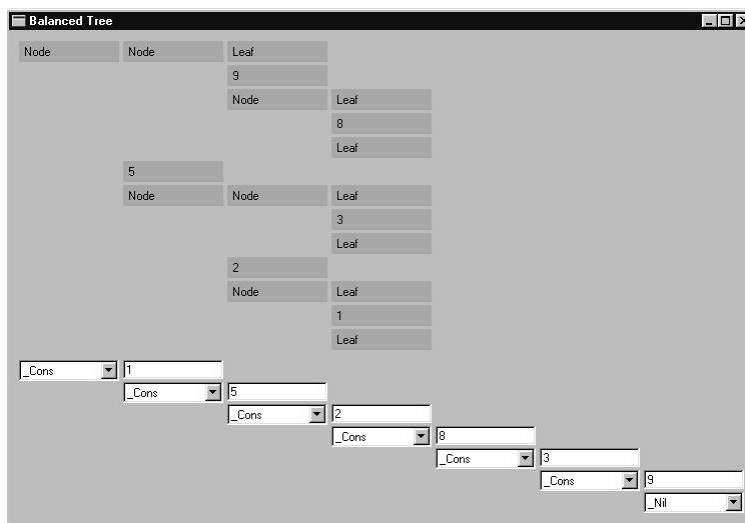 Balanced Tree
Node Node Leaf
9
Node Leaf
8
Leaf
5
Node Node Leaf
3
Leaf
2
Node Leaf
1
Leaf
_Cons 1
_Cons 5
_Cons 2
_Cons 8
_Cons 3
_Cons 9
_Nil